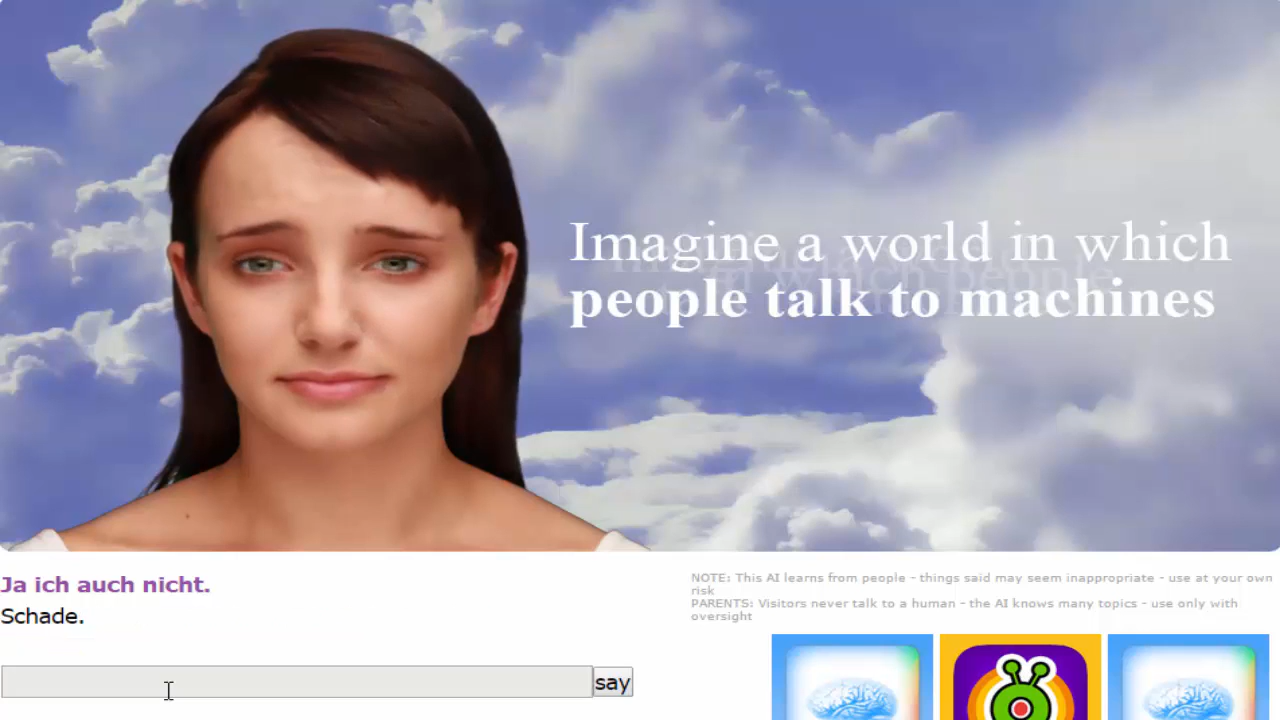 Imagine a world in which
people talk to machines
Ja ich auch nicht.
Schade.
say
NOTE: This AI learns from people - things said may seem inappropriate - use at your own
risk
PARENTS: Visitors never talk to a human - the AI knows many topics - use only with
oversight